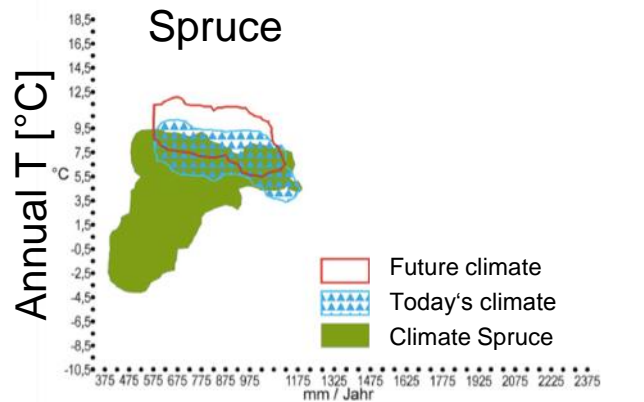 Spruce
Annual T [°C]
°C
18,5
16,5
14,5
12,5
9,5
7,5
5,5
3,5
1,5
-0,5
-2,5
-4,5
-6,5
-8,5
-10,5
Future climate
Today‘s climate
Climate Spruce
375 475 575 675 775 875 975 1175 1325 1475 1625 1775 1925 2075 2225 2375
mm / Jahr